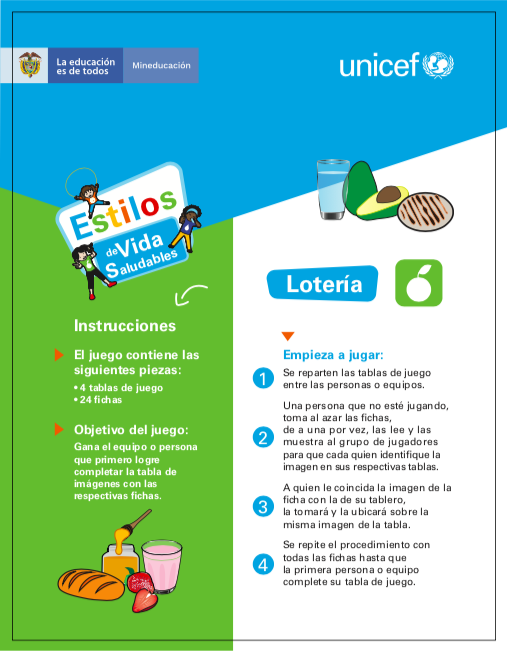 La educación
es de todos
Mineducación
unicef
Estilos
de Vida
Saludables
Instrucciones
El juego contiene las
siguientes piezas:
• 4 tablas de juego
• 24 fichas
Objetivo del juego:
Gana el equipo o persona
que primero logre
completar la tabla de
imágenes con las
respectivas fichas.
Lotería
Empieza a jugar:
1
Se reparten las tablas de juego
entre las personas o equipos.
2
Una persona que no esté jugando,
toma al azar las fichas,
de a una por vez, las lee y las
muestra al grupo de jugadores
para que cada quien identifique la
imagen en sus respectivas tablas.
3
A quien le coincida la imagen de la
ficha con la de su tablero,
la tomará y la ubicará sobre la
misma imagen de la tabla.
4
Se repite el procedimiento con
todas las fichas hasta que
la primera persona o equipo
complete su tabla de juego.